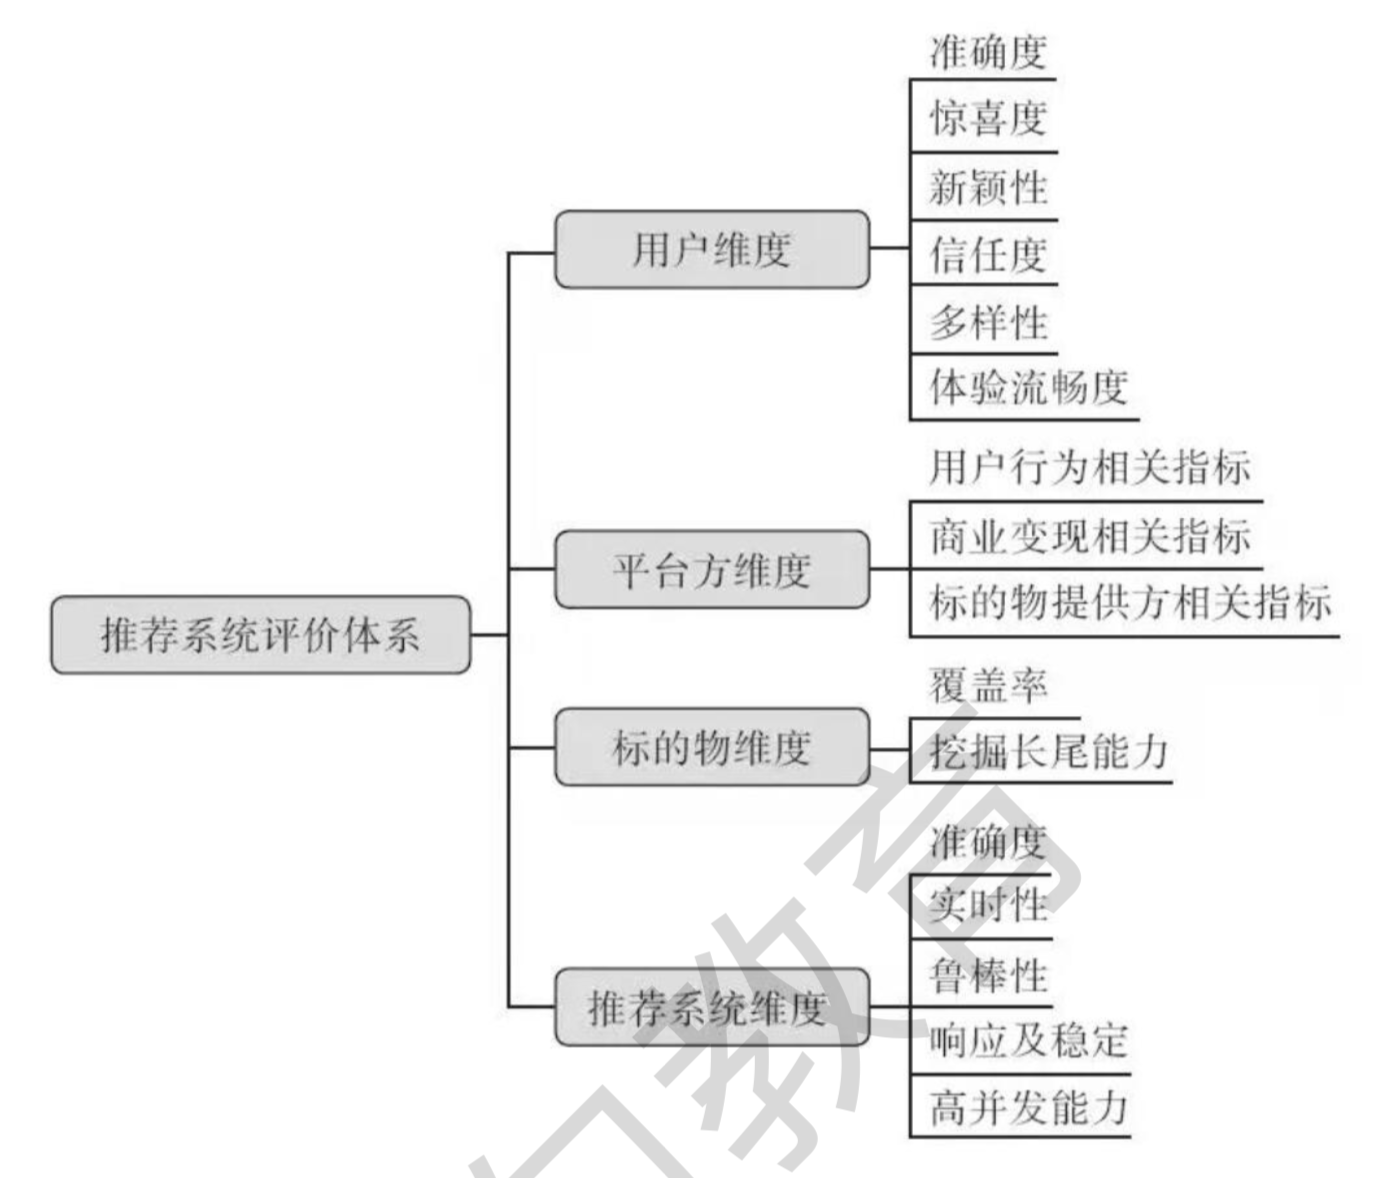 推荐系统评价体系
用户维度
准确度
惊喜度
新颖性
信任度
多样性
体验流畅度
平台方维度
用户行为相关指标
商业变现相关指标
标的物提供方相关指标
标的物维度
覆盖率
挖掘长尾能力
推荐系统维度
准确度
实时性
鲁棒性
响应及稳定
高并发能力
教育